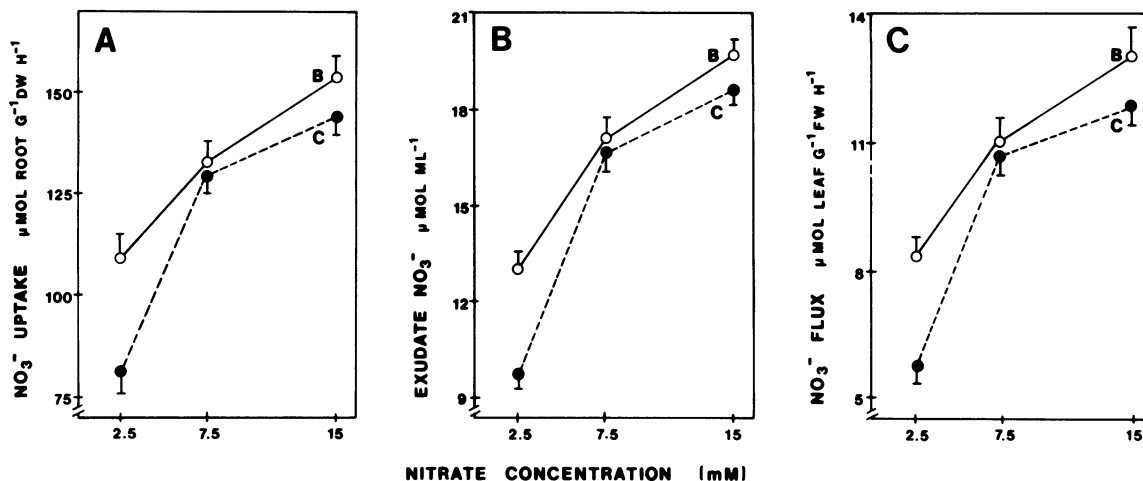 A
NO₃⁻ UPTAKE µMOL ROOT G⁻¹DW H⁻¹
150
125
100
75
B
C
2.5 7.5 15
B
EXUDATE NO₃⁻ µMOL ML⁻¹
21
18
15
12
9
B
C
2.5 7.5 15
C
NO₃⁻ FLUX µMOL LEAF G⁻¹FW H⁻¹
14
11
8
5
B
C
2.5 7.5 15
NITRATE CONCENTRATION (mM)